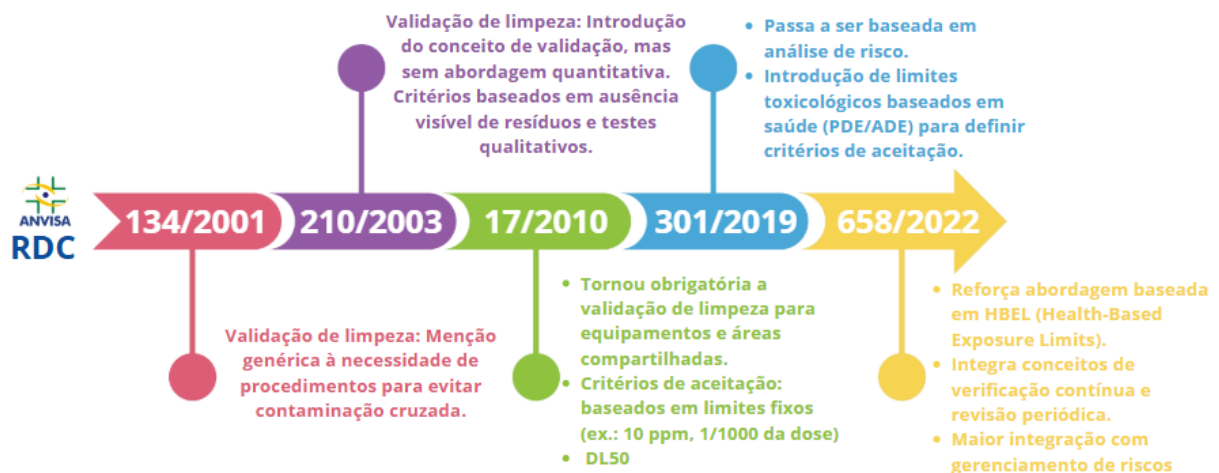 Validação de limpeza: Introdução
do conceito de validação, mas
sem abordagem quantitativa.
Critérios baseados em ausência
visível de resíduos e testes
qualitativos.
• Passa a ser baseada em
análise de risco.
• Introdução de limites
toxicológicos baseados em
saúde (PDE/ADE) para definir
critérios de aceitação.
ANVISA
RDC
134/2001
210/2003
17/2010
301/2019
658/2022
Validação de limpeza: Menção
genérica à necessidade de
procedimentos para evitar
contaminação cruzada.
• Tornou obrigatória a
validação de limpeza para
equipamentos e áreas
compartilhadas.
• Critérios de aceitação:
baseados em limites fixos
(ex.: 10 ppm, 1/1000 da dose)
• DL50
• Reforça abordagem baseada
em HBEL (Health-Based
Exposure Limits).
• Integra conceitos de
verificação contínua e
revisão periódica.
• Maior integração com
gerenciamento de riscos